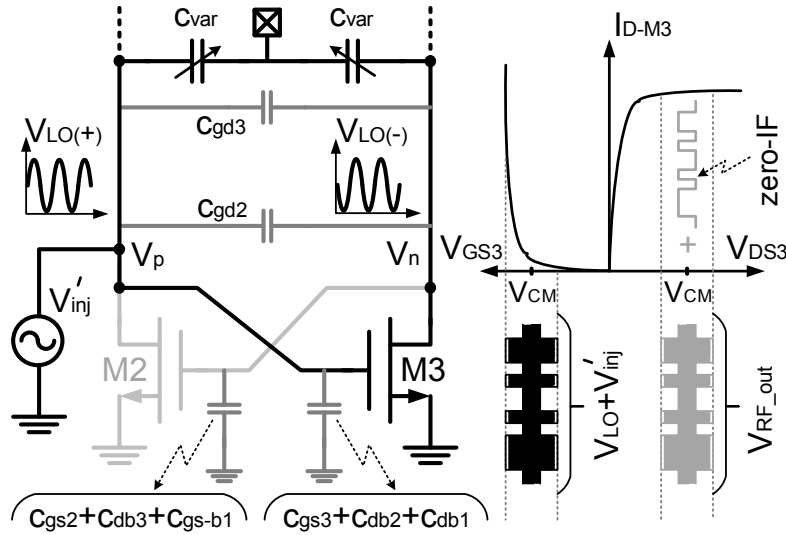 Cvar Cvar
Cgd3
VLO(+) VLO(-)
Cgd2
Vp Vn
V'inj
M2 M3
Cgs2+Cdb3+Cgs-b1
Cgs3+Cdb2+Cdb1
ID-M3
zero-IF
+
VGS3 VDS3
VCM VCM
VLO+V'inj
VRF_out